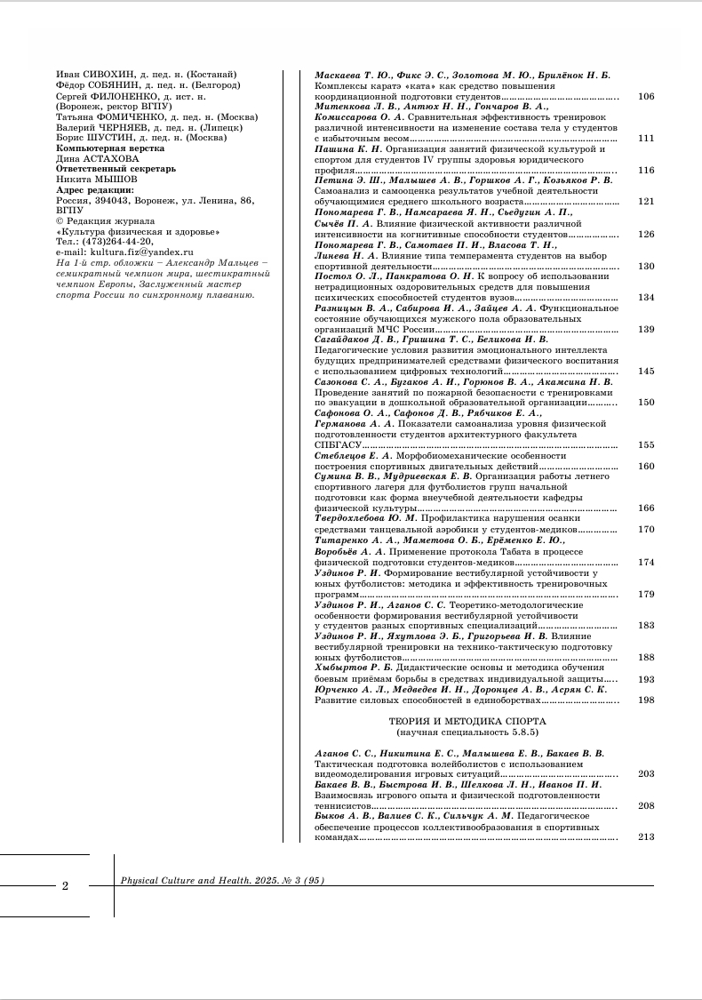 Иван СИВОХИН, д. пед. н. (Костанай)
Фёдор СОБЯНИН, д. пед. н. (Белгород)
Сергей ФИЛОНЕНКО, д. ист. н.
(Воронеж, ректор ВГПУ)
Татьяна ФОМИЧЕНКО, д. пед. н. (Москва)
Валерий ЧЕРНЯЕВ, д. пед. н. (Липецк)
Борис ШУСТИН, д. пед. н. (Москва)
Компьютерная верстка
Дина АСТАХОВА
Ответственный секретарь
Никита МЫШОВ
Адрес редакции:
Россия, 394043, Воронеж, ул. Ленина, 86,
ВГПУ
© Редакция журнала
«Культура физическая и здоровье»
Тел.: (473)264-44-20,
e-mail: kultura.fiz@yandex.ru
На 1-й стр. обложки – Александр Мальцев –
семикратный чемпион мира, шестикратный
чемпион Европы, Заслуженный мастер
спорта России по синхронному плаванию.
Маскаева Т. Ю., Фикс Э. С., Золотова М. Ю., Брилёнок Н. Б.
Комплексы каратэ «ката» как средство повышения
координационной подготовки студентов.......................................... 106
Митенкова Л. В., Антюх Н. Н., Гончаров В. А.,
Комиссарова О. А. Сравнительная эффективность тренировок
различной интенсивности на изменение состава тела у студентов
с избыточным весом.......................................... 111
Пашина К. Н. Организация занятий физической культурой и
спортом для студентов IV группы здоровья юридического
профиля.......................................... 116
Петина Э. Ш., Малышев А. В., Горшков А. Г., Козьяков Р. В.
Самоанализ и самооценка результатов учебной деятельности
обучающимися среднего школьного возраста.......................................... 121
Пономарева Г. В., Намсараева Я. Н., Сьедугин А. П.,
Сычёв П. А. Влияние физической активности различной
интенсивности на когнитивные способности студентов.......................................... 126
Пономарева Г. В., Самотаев П. И., Власова Т. Н.,
Линева Н. А. Влияние типа темперамента студентов на выбор
спортивной деятельности.......................................... 130
Постол О. Л., Панкратова О. Н. К вопросу об использовании
нетрадиционных оздоровительных средств для повышения
психических способностей студентов вузов.......................................... 134
Разницын В. А., Сабирова И. А., Зайцев А. А. Функциональное
состояние обучающихся мужского пола образовательных
организаций МЧС России.......................................... 139
Сагайдаков Д. В., Гришина Т. С., Беликова И. В.
Педагогические условия развития эмоционального интеллекта
будущих предпринимателей средствами физического воспитания
с использованием цифровых технологий.......................................... 145
Сазонова С. А., Бугаков А. И., Горюнов В. А., Акамсина Н. В.
Проведение занятий по пожарной безопасности с тренировками
по эвакуации в дошкольной образовательной организации.......... 150
Сафонова О. А., Сафонов Д. В., Рябчиков Е. А.,
Германова А. А. Показатели самоанализа уровня физической
подготовленности студентов архитектурного факультета
СПБГАСУ.......................................... 155
Стеблецов Е. А. Морфобиомеханические особенности
построения спортивных двигательных действий.......................................... 160
Сумина В. В., Мудриевская Е. В. Организация работы летнего
спортивного лагеря для футболистов групп начальной
подготовки как форма внеучебной деятельности кафедры
физической культуры.......................................... 166
Твердохлебова Ю. М. Профилактика нарушения осанки
средствами танцевальной аэробики у студентов-медиков............. 170
Титаренко А. А., Маметова О. Б., Ерёменко Е. Ю.,
Воробьёв А. А. Применение протокола Табата в процессе
физической подготовки студентов-медиков.......................................... 174
Уздинов Р. И. Формирование вестибулярной устойчивости у
юных футболистов: методика и эффективность тренировочных
программ.......................................... 179
Уздинов Р. И., Аганов С. С. Теоретико-методологические
особенности формирования вестибулярной устойчивости
у студентов разных спортивных специализаций.......................................... 183
Уздинов Р. И., Яхутлова Э. Б., Григорьева И. В. Влияние
вестибулярной тренировки на технико-тактическую подготовку
юных футболистов.......................................... 188
Хыбыртов Р. Б. Дидактические основы и методика обучения
боевым приёмам борьбы в средствах индивидуальной защиты..... 193
Юрченко А. Л., Медведев И. Н., Доронцев А. В., Асрян С. К.
Развитие силовых способностей в единоборствах.......................................... 198
ТЕОРИЯ И МЕТОДИКА СПОРТА
(научная специальность 5.8.5)
Аганов С. С., Никитина Е. С., Малышева Е. В., Бакаев В. В.
Тактическая подготовка волейболистов с использованием
видеомоделирования игровых ситуаций.......................................... 203
Бакаев В. В., Быстрова И. В., Шелкова Л. Н., Иванов П. И.
Взаимосвязь игрового опыта и физической подготовленности
теннисистов.......................................... 208
Быков А. В., Валиев С. К., Сильчук А. М. Педагогическое
обеспечение процессов коллективообразования в спортивных
командах.......................................... 213
2
Physical Culture and Health. 2025. № 3 (95)